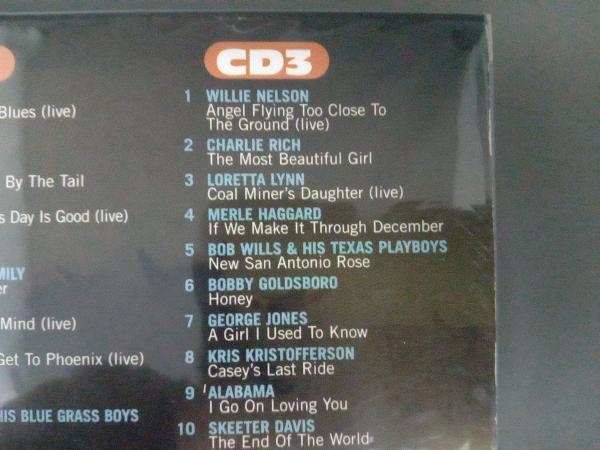 Blues (live)
By The Tail
s Day Is Good (live)
MILY
er
Mind (live)
Get To Phoenix (live)
HIS BLUE GRASS BOYS
CD3
1 WILLIE NELSON
Angel Flying Too Close To
The Ground (live)
2 CHARLIE RICH
The Most Beautiful Girl
3 LORETTA LYNN
Coal Miner's Daughter (live)
4 MERLE HAGGARD
If We Make It Through December
5 BOB WILLS & HIS TEXAS PLAYBOYS
New San Antonio Rose
6 BOBBY GOLDSBORO
Honey
7 GEORGE JONES
A Girl I Used To Know
8 KRIS KRISTOFFERSON
Casey's Last Ride
9 ALABAMA
I Go On Loving You
10 SKEETER DAVIS
The End Of The World